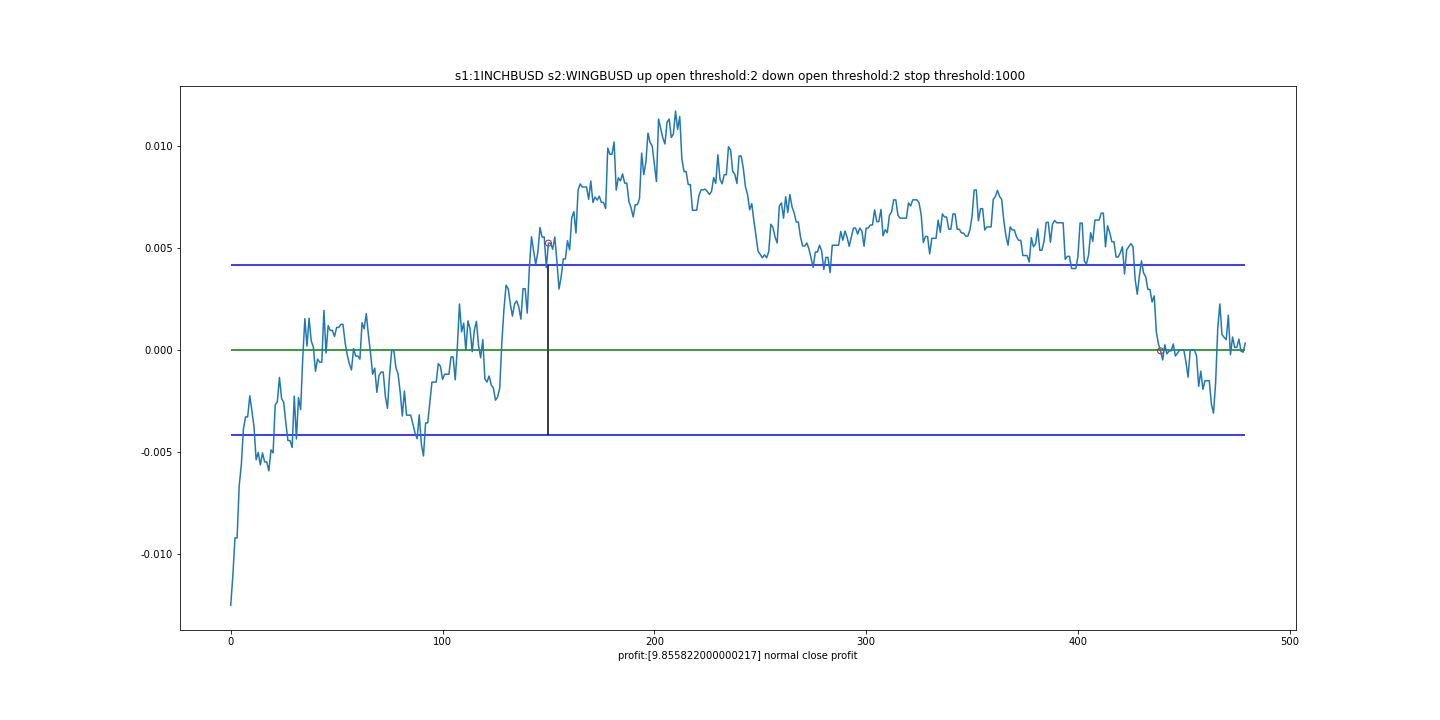 s1:1INCHBUSD s2:WINGBUSD up open threshold:2 down open threshold:2 stop threshold:1000
0.010
0.005
0.000
-0.005
-0.010
0 100 200 300 400 500
profit:[9.855822000000217] normal close profit